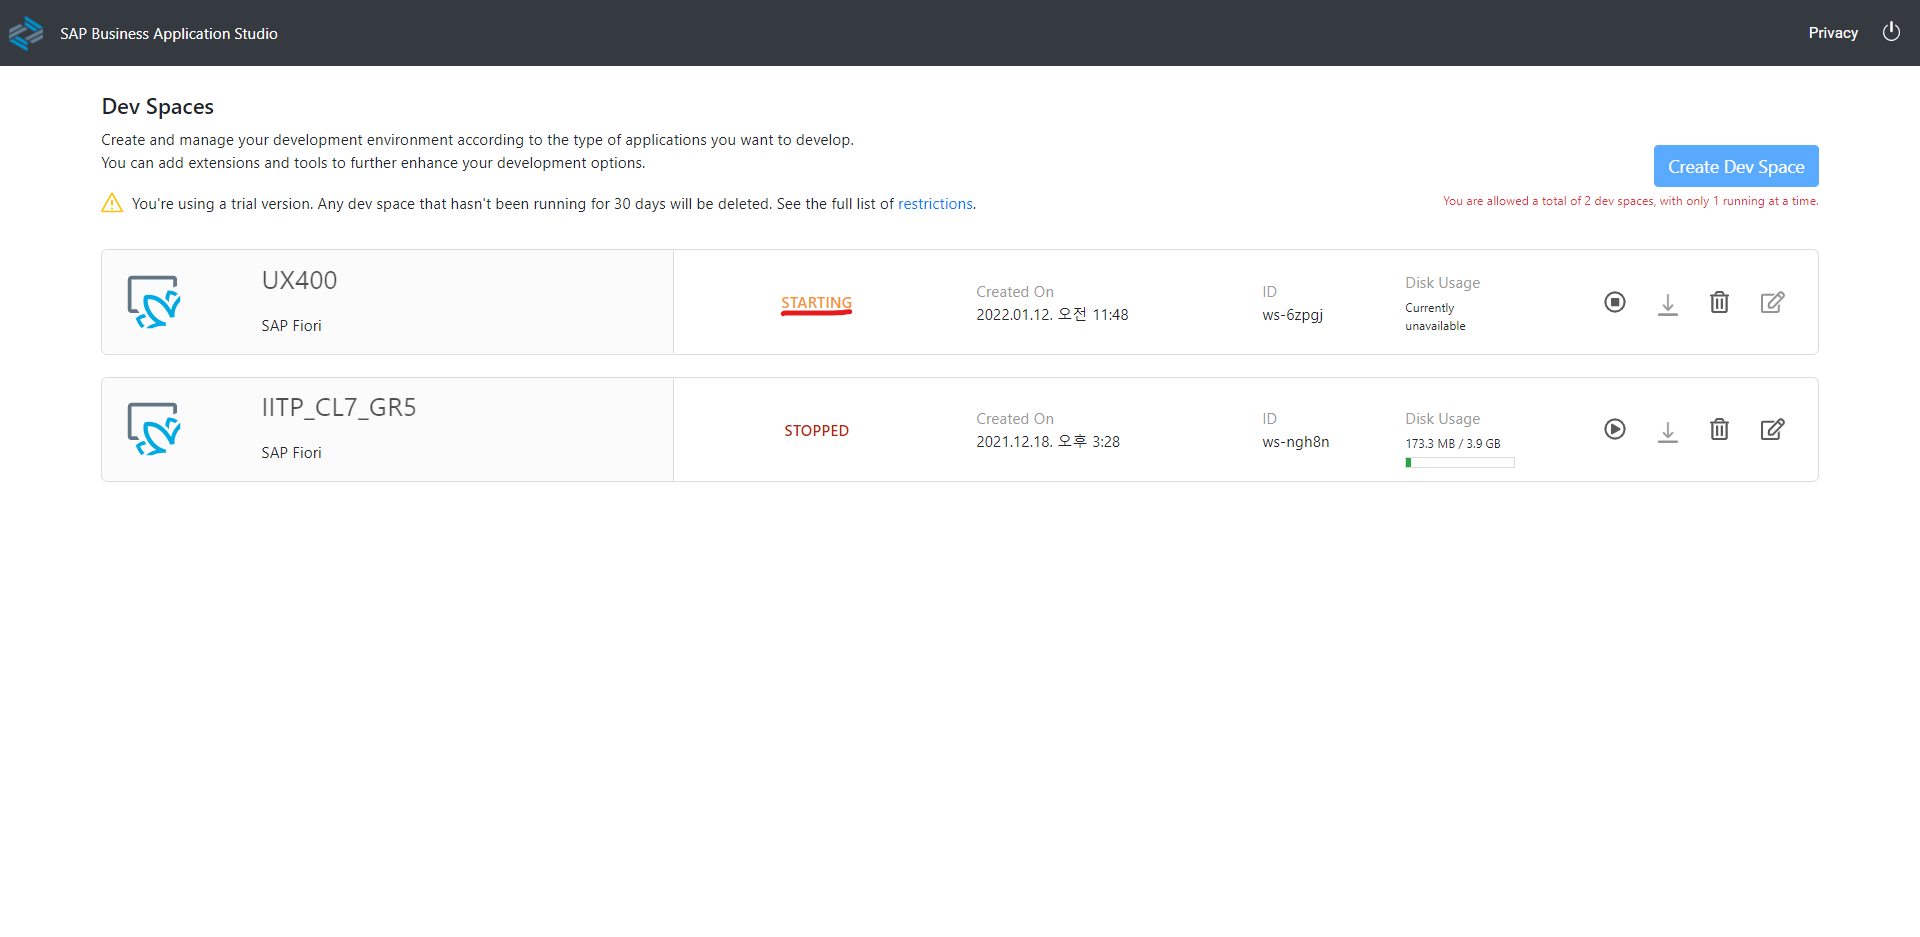 SAP Business Application Studio
Privacy
Dev Spaces
Create and manage your development environment according to the type of applications you want to develop.
You can add extensions and tools to further enhance your development options.
Create Dev Space
You're using a trial version. Any dev space that hasn't been running for 30 days will be deleted. See the full list of restrictions.
You are allowed a total of 2 dev spaces, with only 1 running at a time.
UX400
SAP Fiori
STARTING
Created On
2022.01.12. 오전 11:48
ID
ws-6zpgj
Disk Usage
Currently
unavailable
IITP_CL7_GR5
SAP Fiori
STOPPED
Created On
2021.12.18. 오후 3:28
ID
ws-ngh8n
Disk Usage
173.3 MB / 3.9 GB